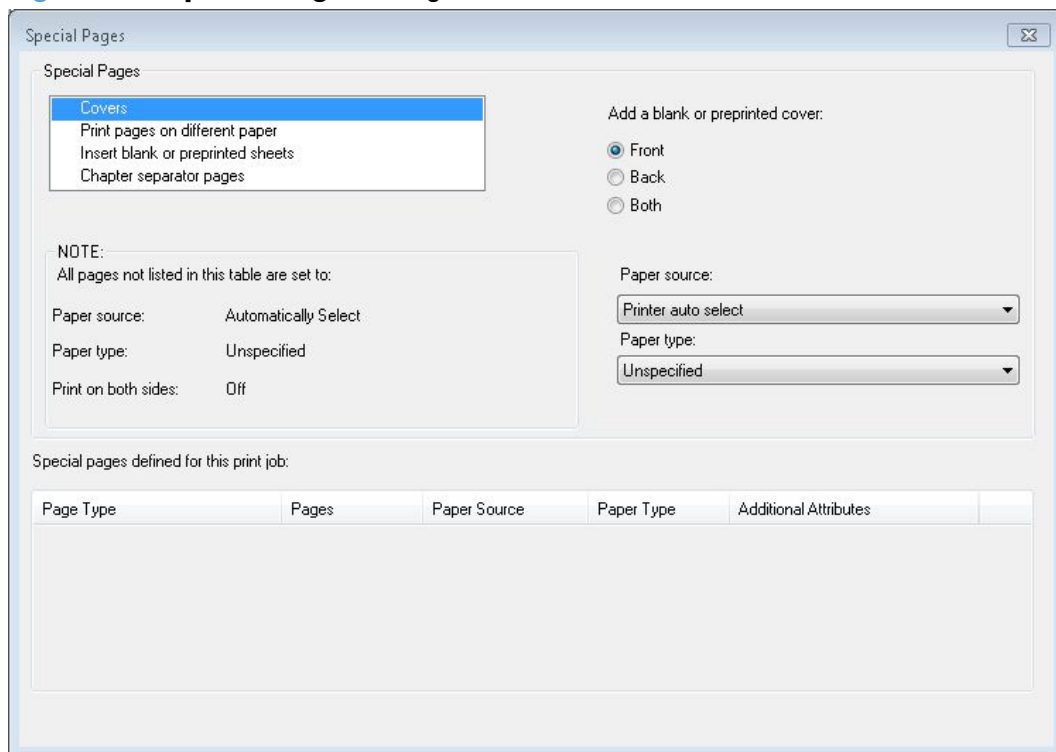 Special Pages
Special Pages
Covers
Print pages on different paper
Insert blank or preprinted sheets
Chapter separator pages
Add a blank or preprinted cover:
Front
Back
Both
NOTE:
All pages not listed in this table are set to:
Paper source: Automatically Select
Paper type: Unspecified
Print on both sides: Off
Paper source:
Printer auto select
Paper type:
Unspecified
Special pages defined for this print job:
Page Type Pages Paper Source Paper Type Additional Attributes